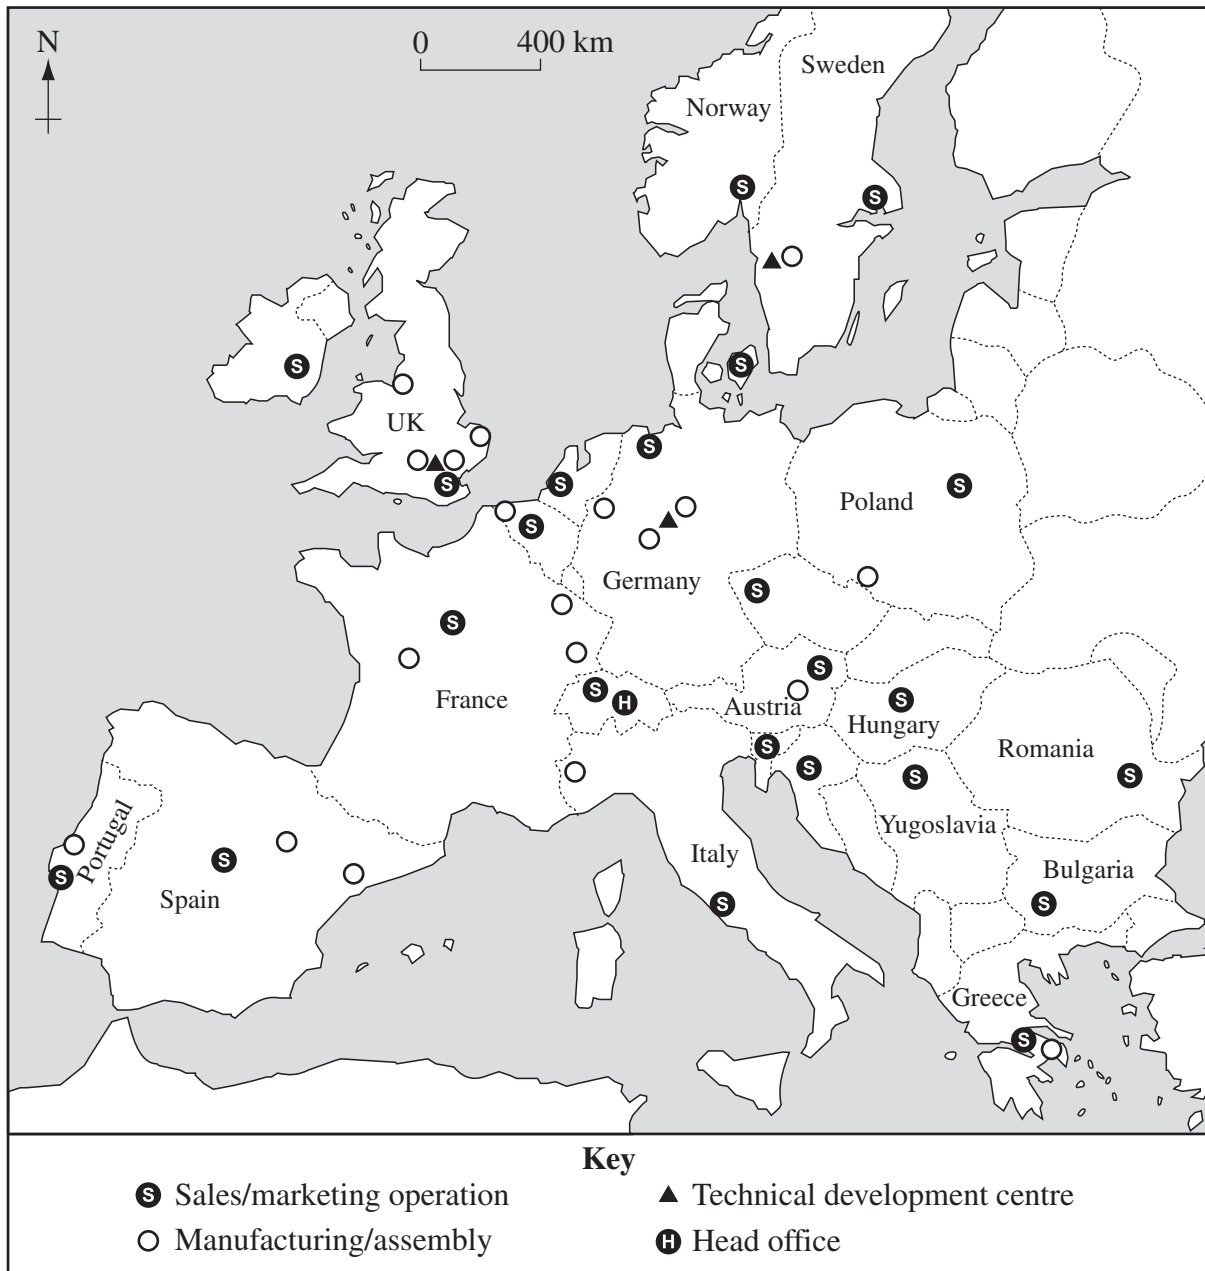 N
0 400 km
Sweden
Norway
UK
Poland
Germany
France
Austria
Hungary
Romania
Portugal
Yugoslavia
Italy
Bulgaria
Spain
Greece
S
S
S
S
S
S
S
S
S
S
S
S
S
H
S
S
S
S
S
S
S
S
S
S
Key
S Sales/marketing operation
Technical development centre
Manufacturing/assembly
H Head office